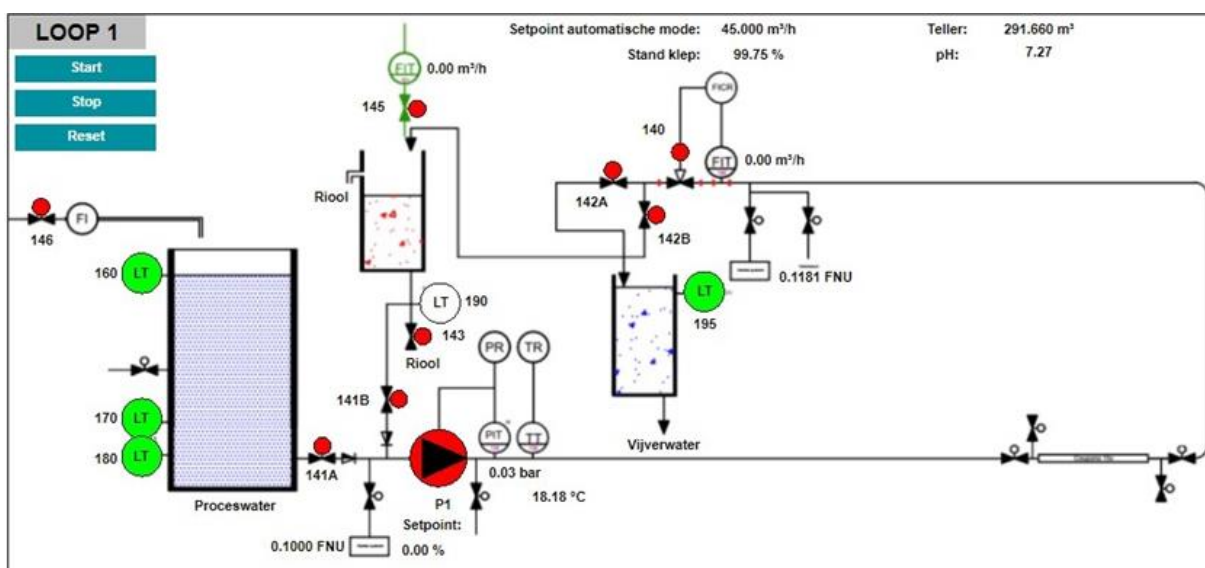 LOOP 1
Start
Stop
Reset
Setpoint automatische mode: 45.000 m³/h
Stand klep: 99.75 %
Teller: 291.660 m³
pH: 7.27
FIT 0.00 m³/h
145
FICR
140
FIT 0.00 m³/h
Riool
142A
142B
146
FI
160 LT
0.1181 FNU
LT 190
LT
195
143
Riool
PR TR
141B
170 LT
180 LT
PIT TT
Vijverwater
141A
0.03 bar
18.18 °C
P1
Proceswater
Setpoint:
0.1000 FNU
0.00 %